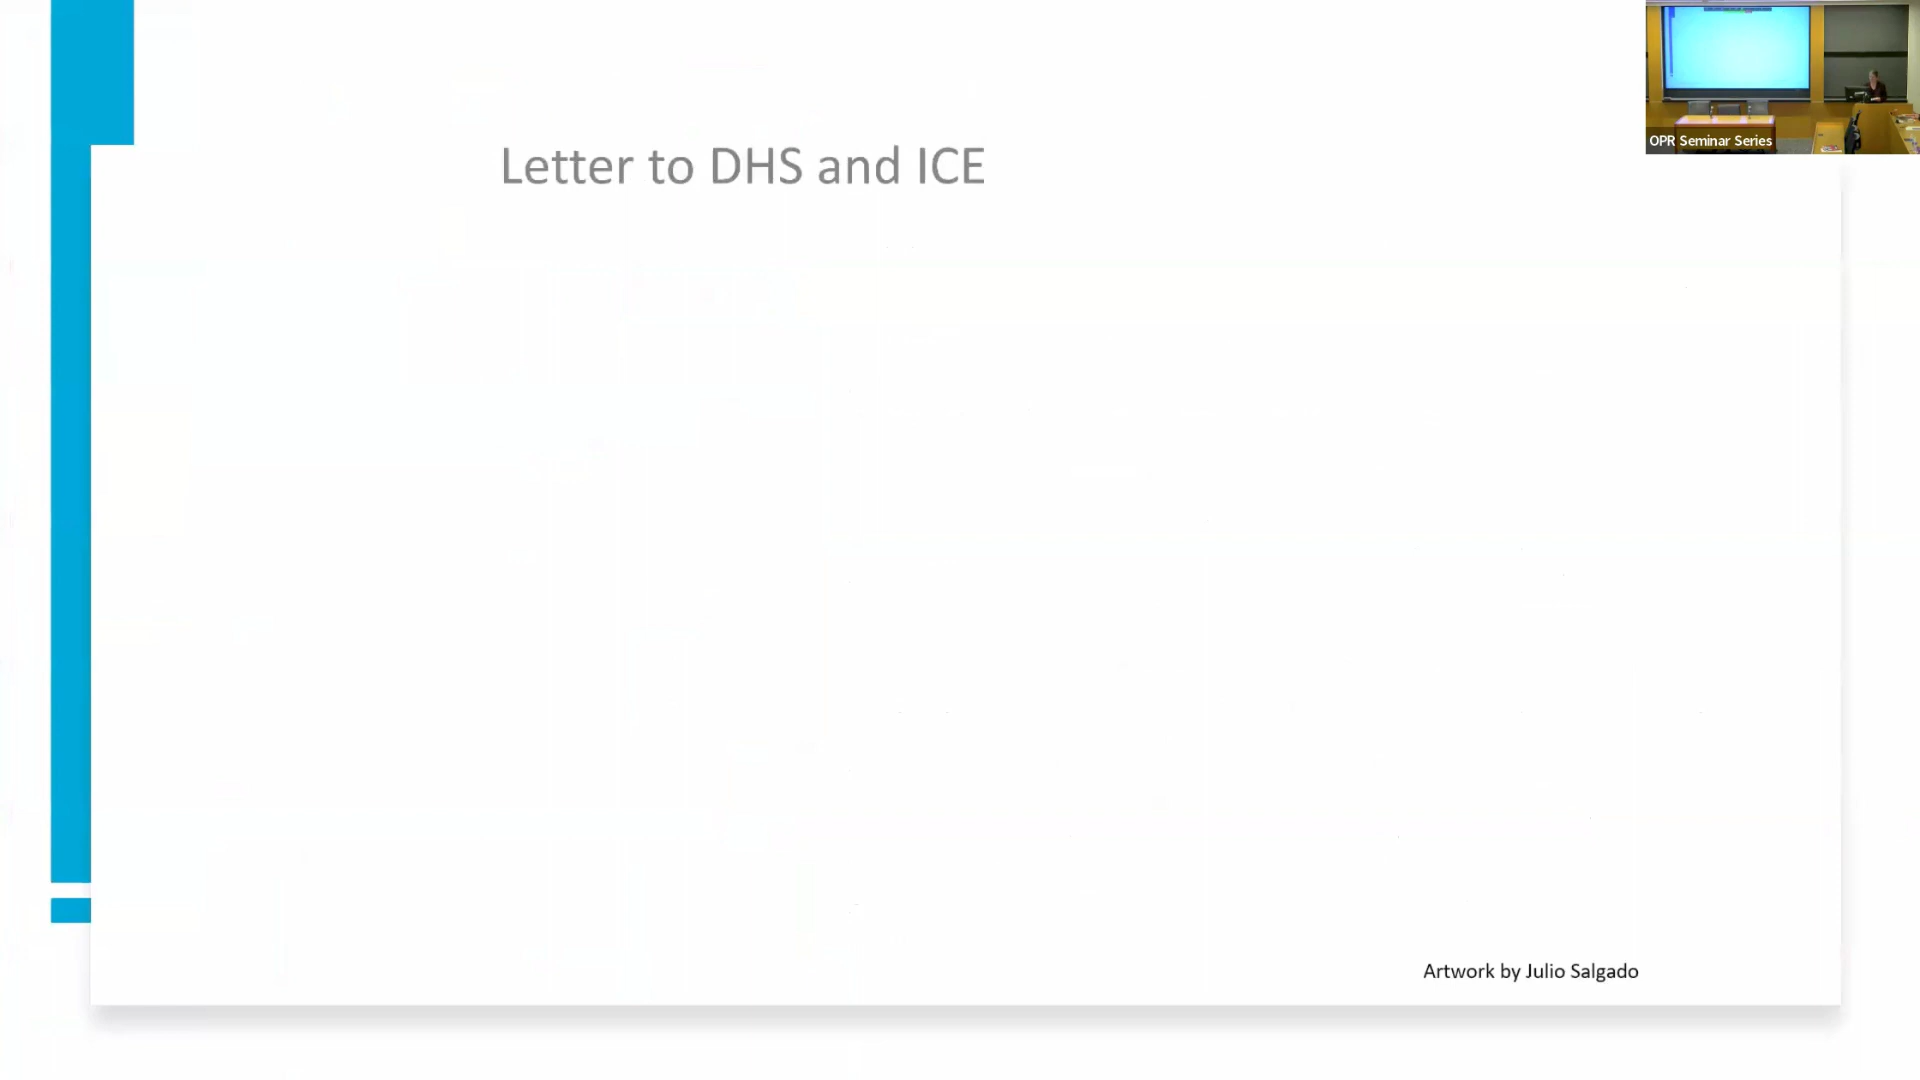 Letter to DHS and ICE
OPR Seminar Series
Artwork by Julio Salgado